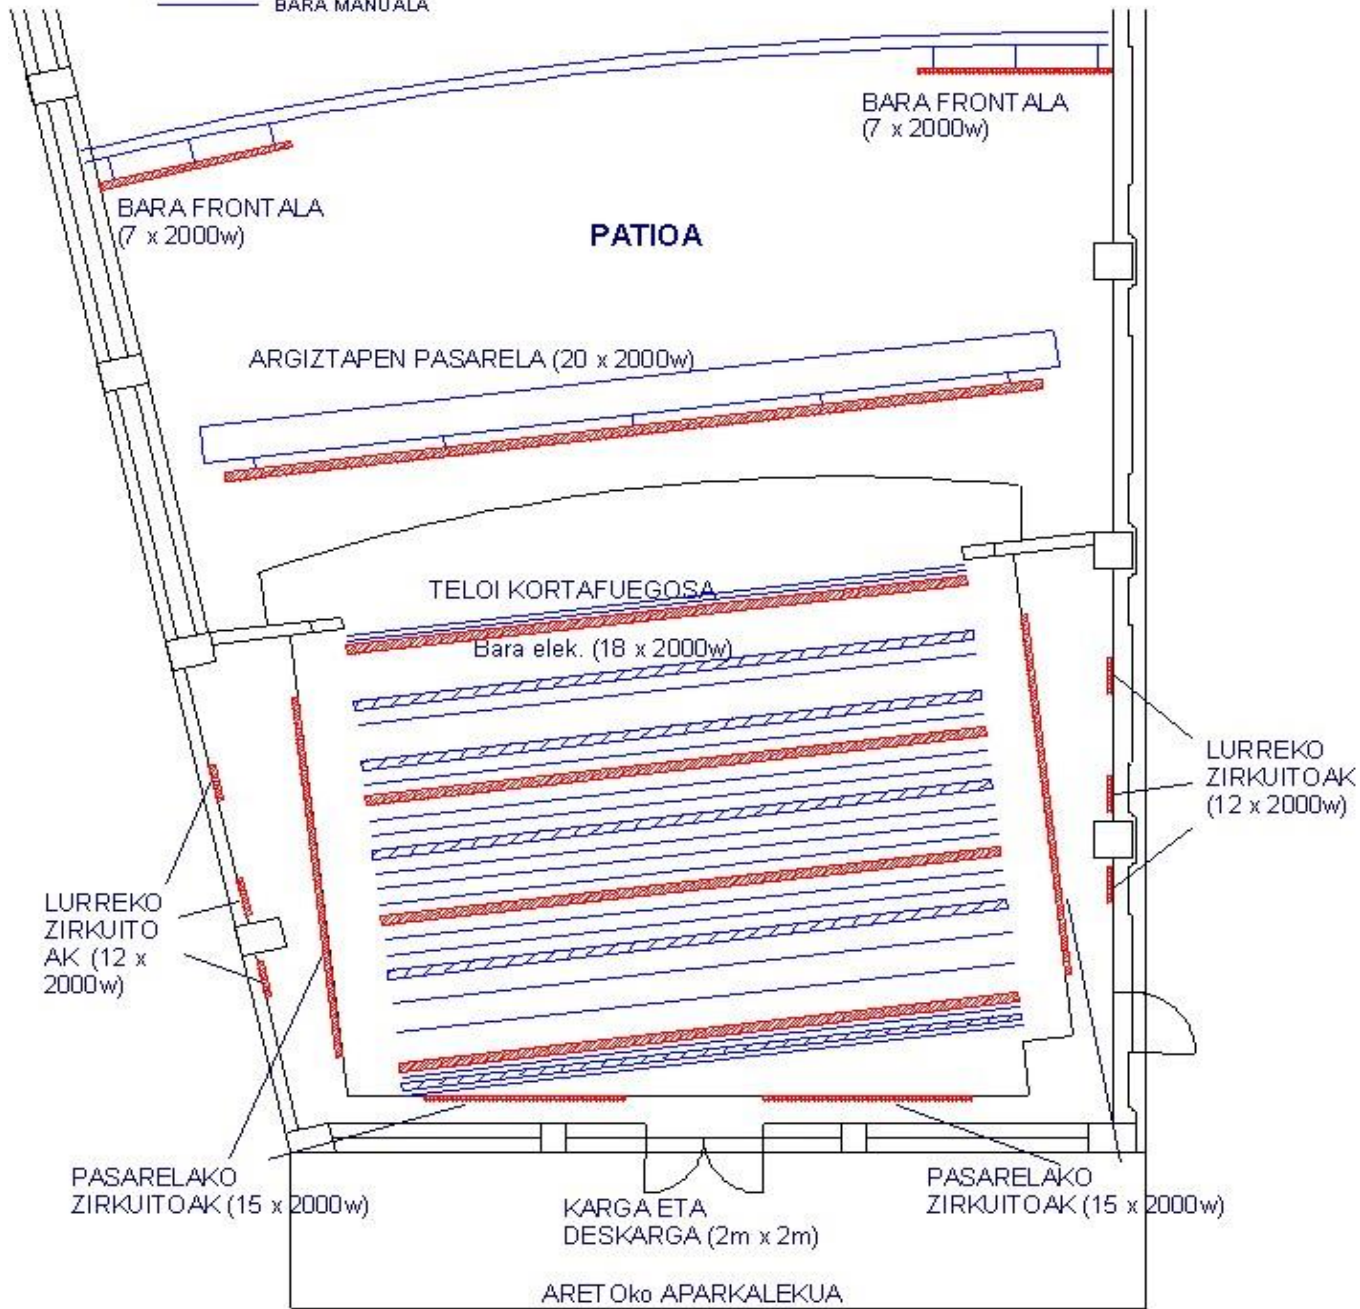 BARA MANUALA
BARA FRONTALA
(7 x 2000w)
BARA FRONTALA
(7 x 2000w)
PATIOA
ARGIZTAPEN PASARELA (20 x 2000w)
TELOI KORTAFUEGOSA
Bara elek. (18 x 2000w)
LURREKO
ZIRKUITOAK
(12 x 2000w)
LURREKO
ZIRKUITO
AK (12 x
2000w)
PASARELAKO
ZIRKUITOAK (15 x 2000w)
KARGA ETA
DESKARGA (2m x 2m)
PASARELAKO
ZIRKUITOAK (15 x 2000w)
ARETOko APARKALEKUA